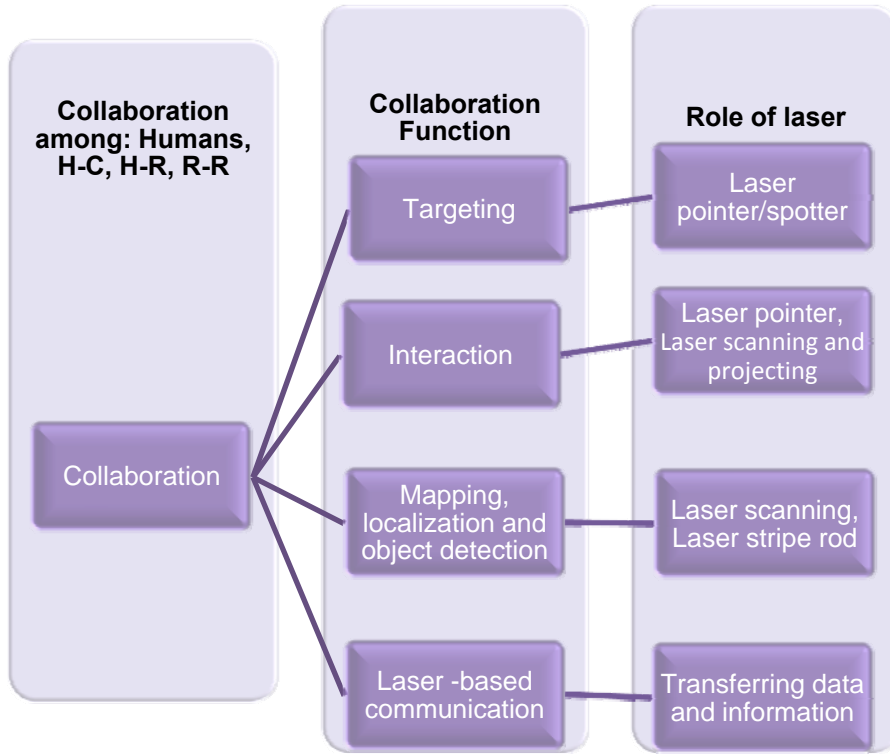 Collaboration
among: Humans,
H-C, H-R, R-R
Collaboration
Collaboration
Function
Targeting
Interaction
Mapping,
localization and
object detection
Laser -based
communication
Role of laser
Laser
pointer/spotter
Laser pointer,
Laser scanning and
projecting
Laser scanning,
Laser stripe rod
Transferring data
and information